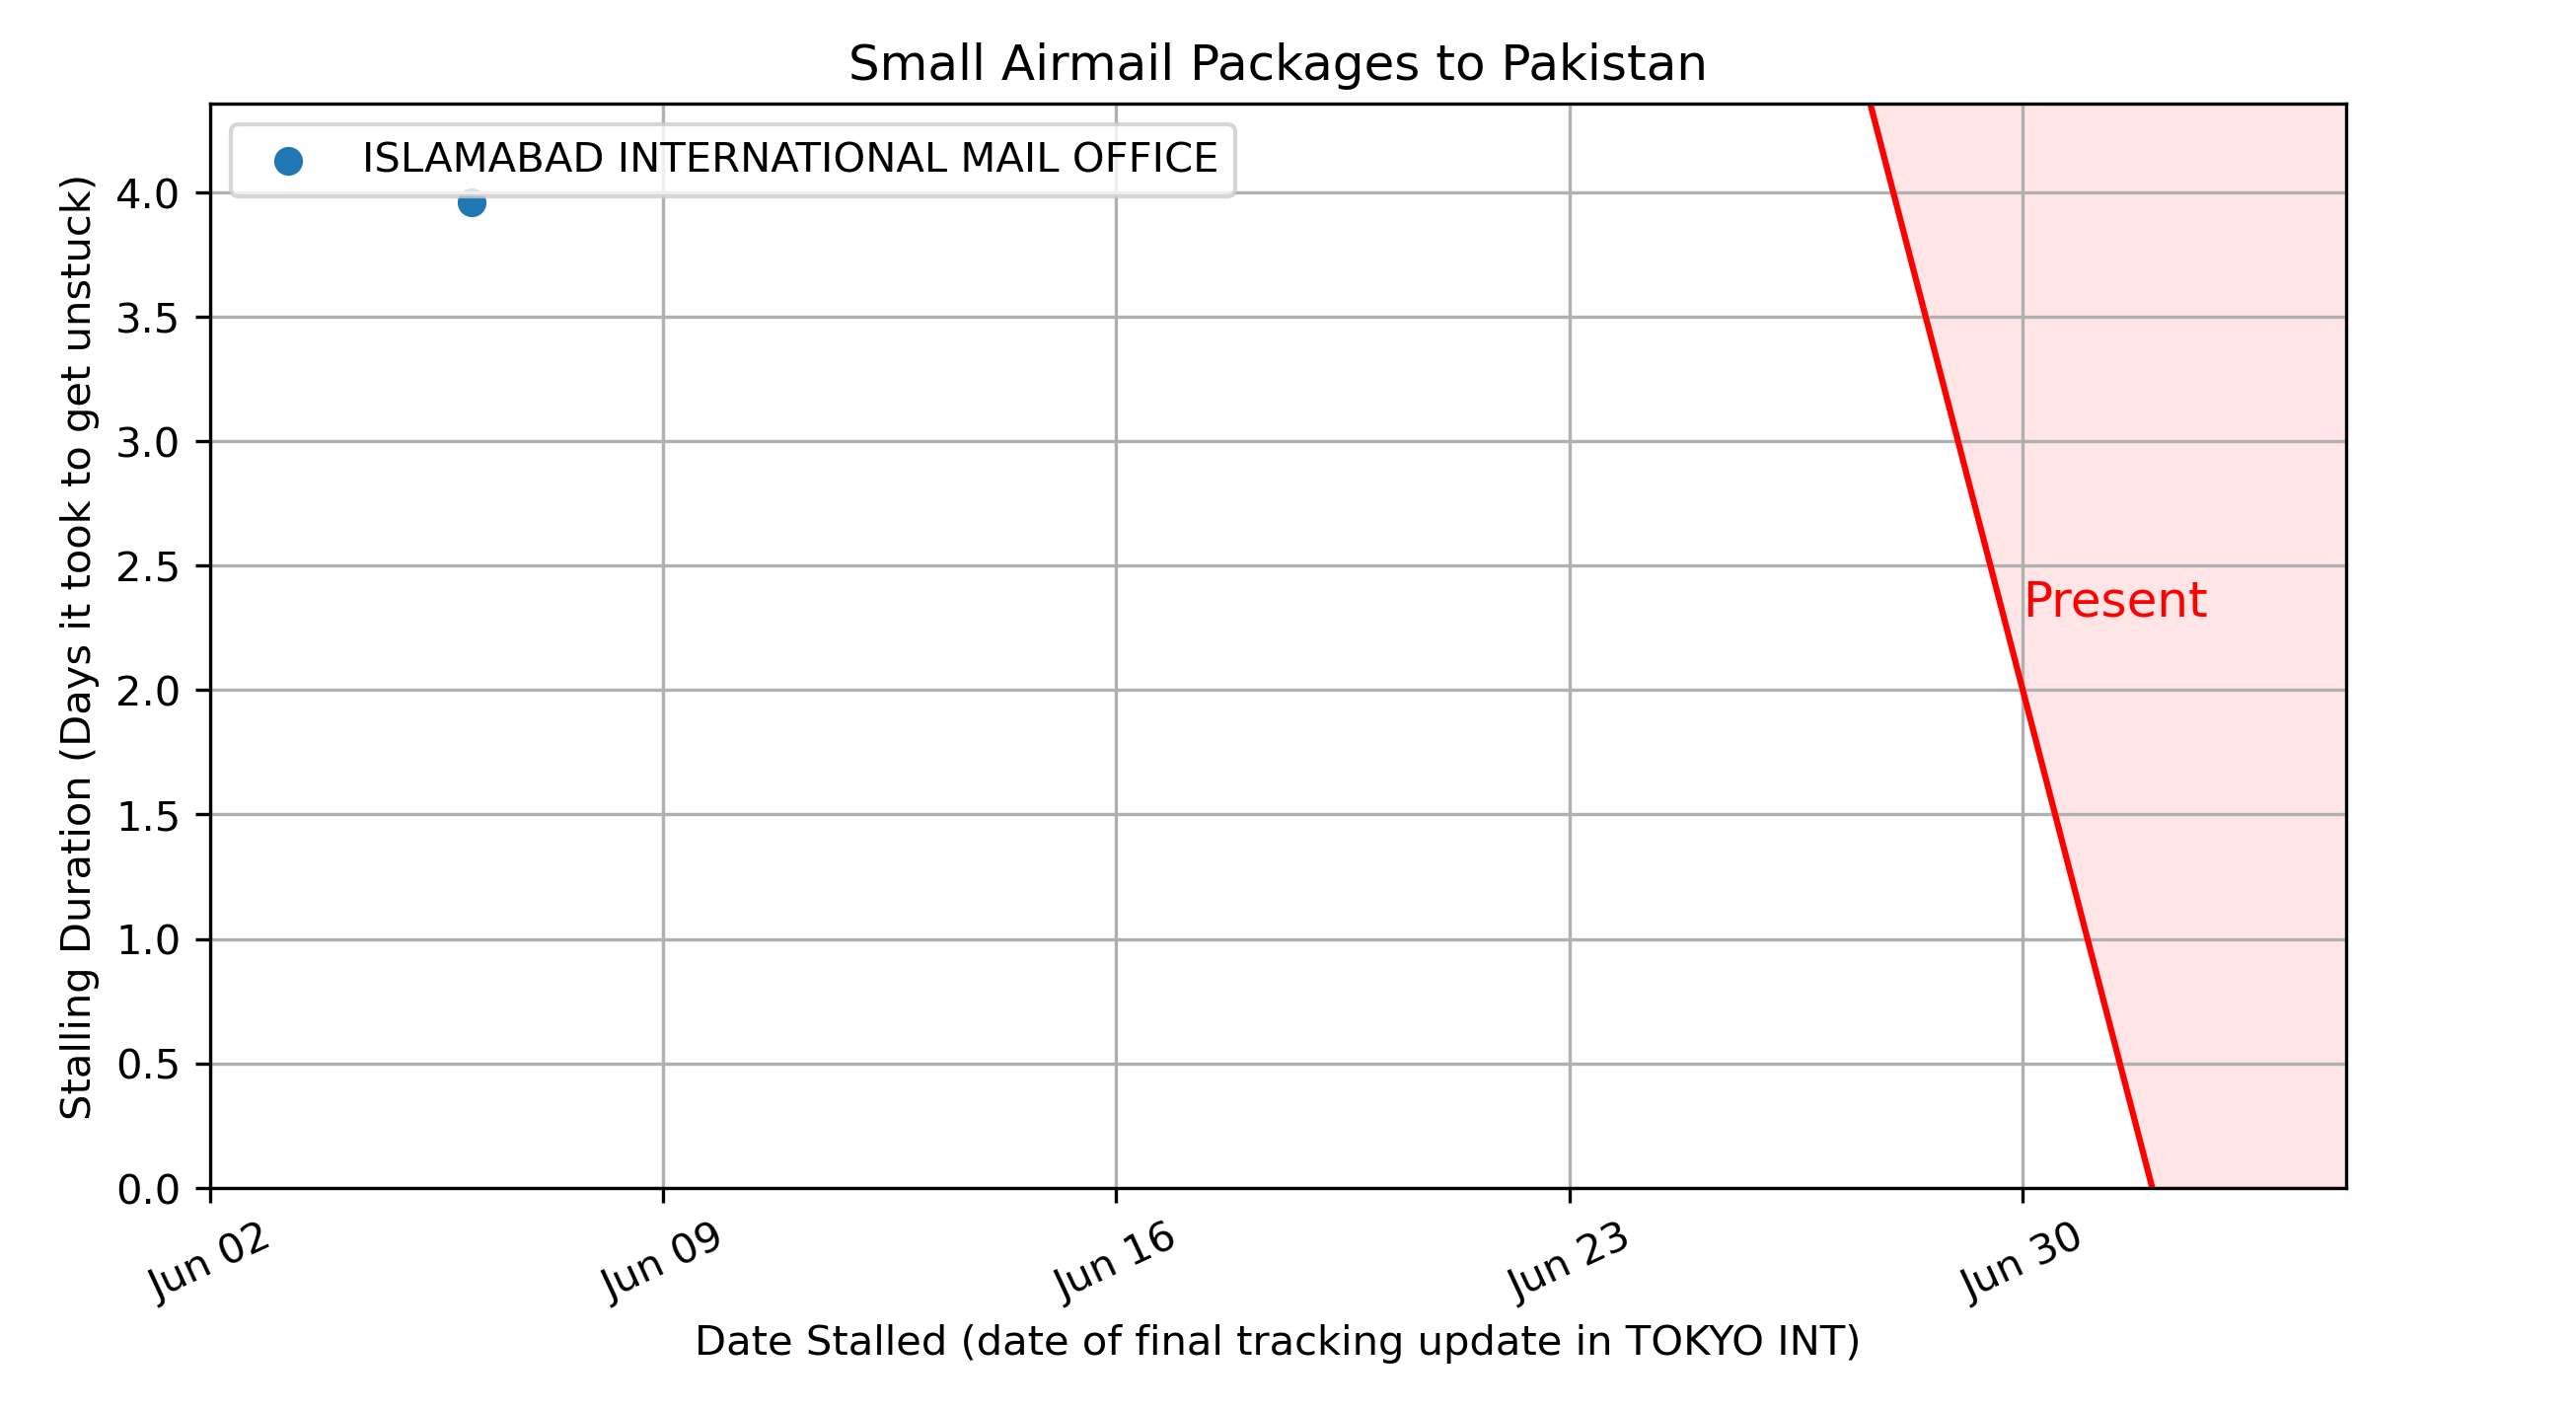 Small Airmail Packages to Pakistan
ISLAMABAD INTERNATIONAL MAIL OFFICE
Stalling Duration (Days it took to get unstuck)
4.0
3.5
3.0
2.5
2.0
1.5
1.0
0.5
0.0
Present
Jun 02
Jun 09
Jun 16
Jun 23
Jun 30
Date Stalled (date of final tracking update in TOKYO INT)